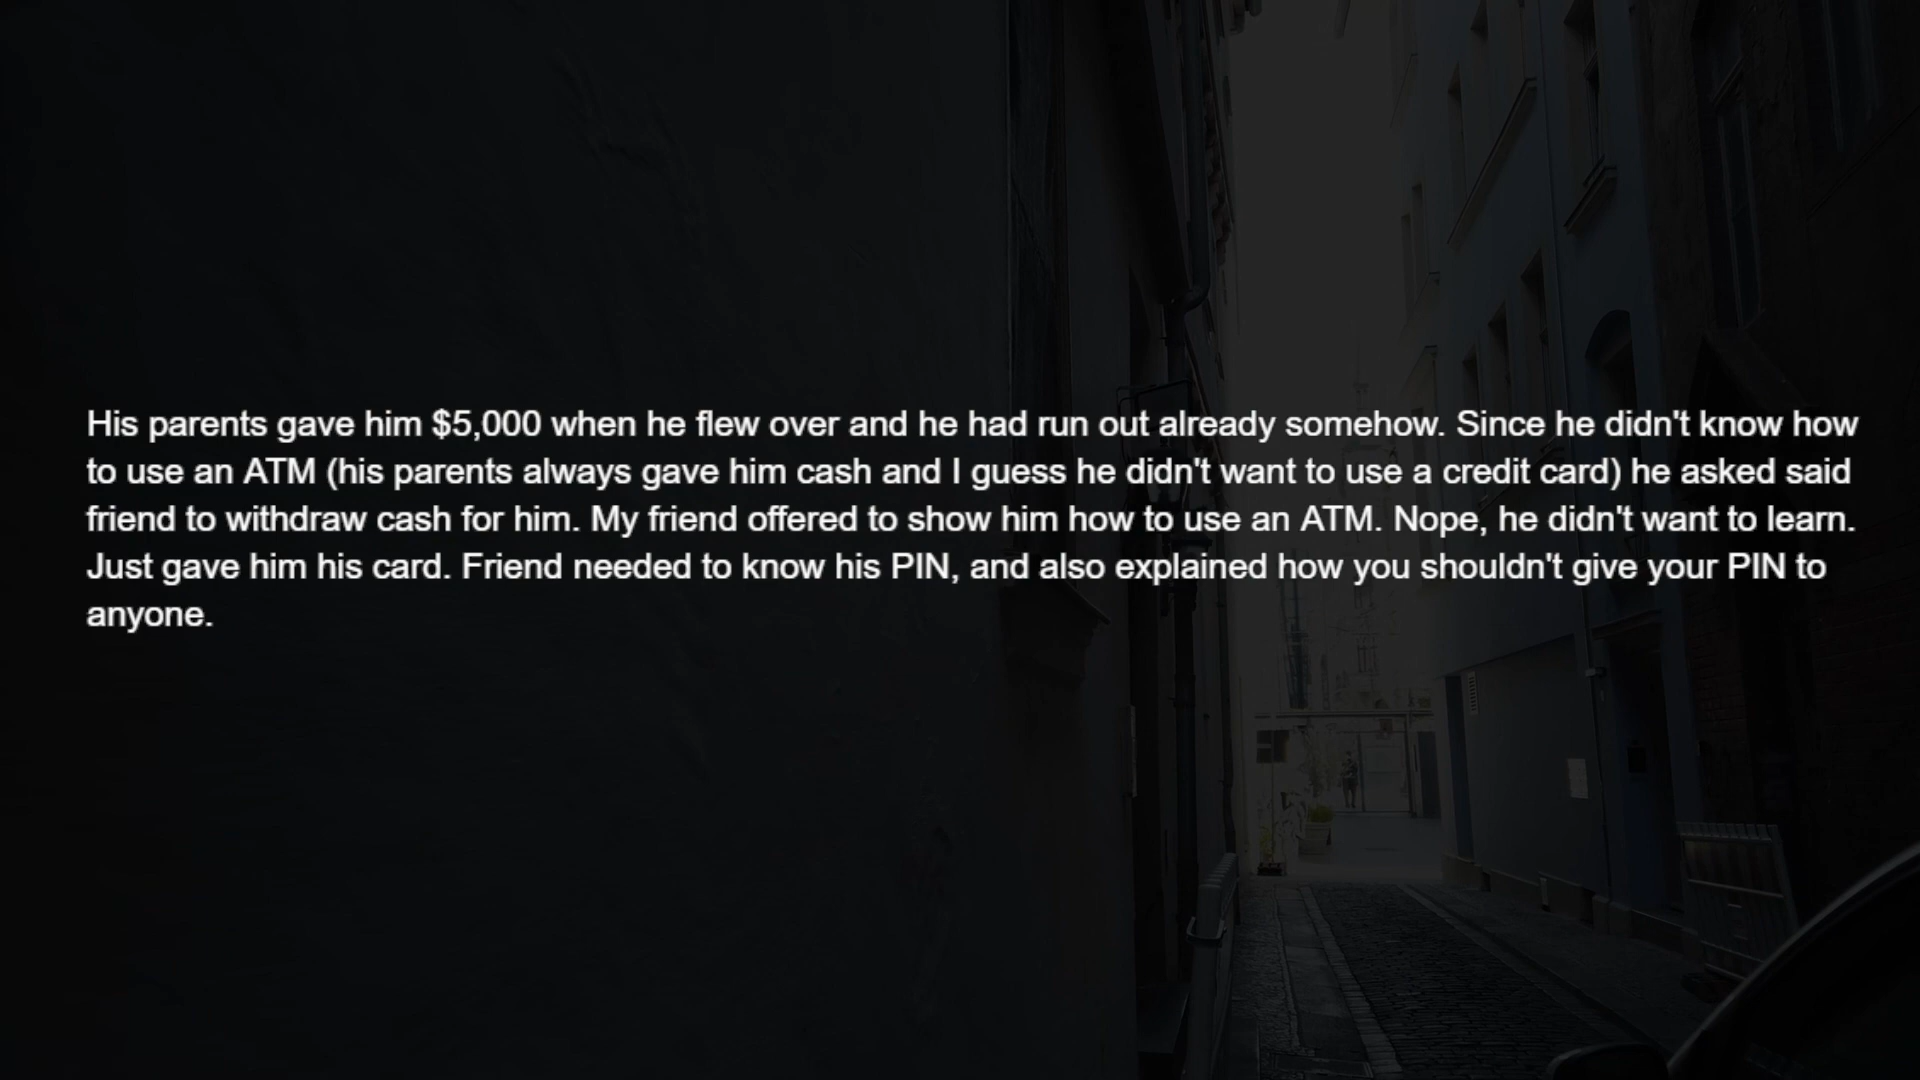 His parents gave him $5,000 when he flew over and he had run out already somehow. Since he didn't know how
to use an ATM (his parents always gave him cash and I guess he didn't want to use a credit card) he asked said
friend to withdraw cash for him. My friend offered to show him how to use an ATM. Nope, he didn't want to learn.
Just gave him his card. Friend needed to know his PIN, and also explained how you shouldn't give your PIN to
anyone.